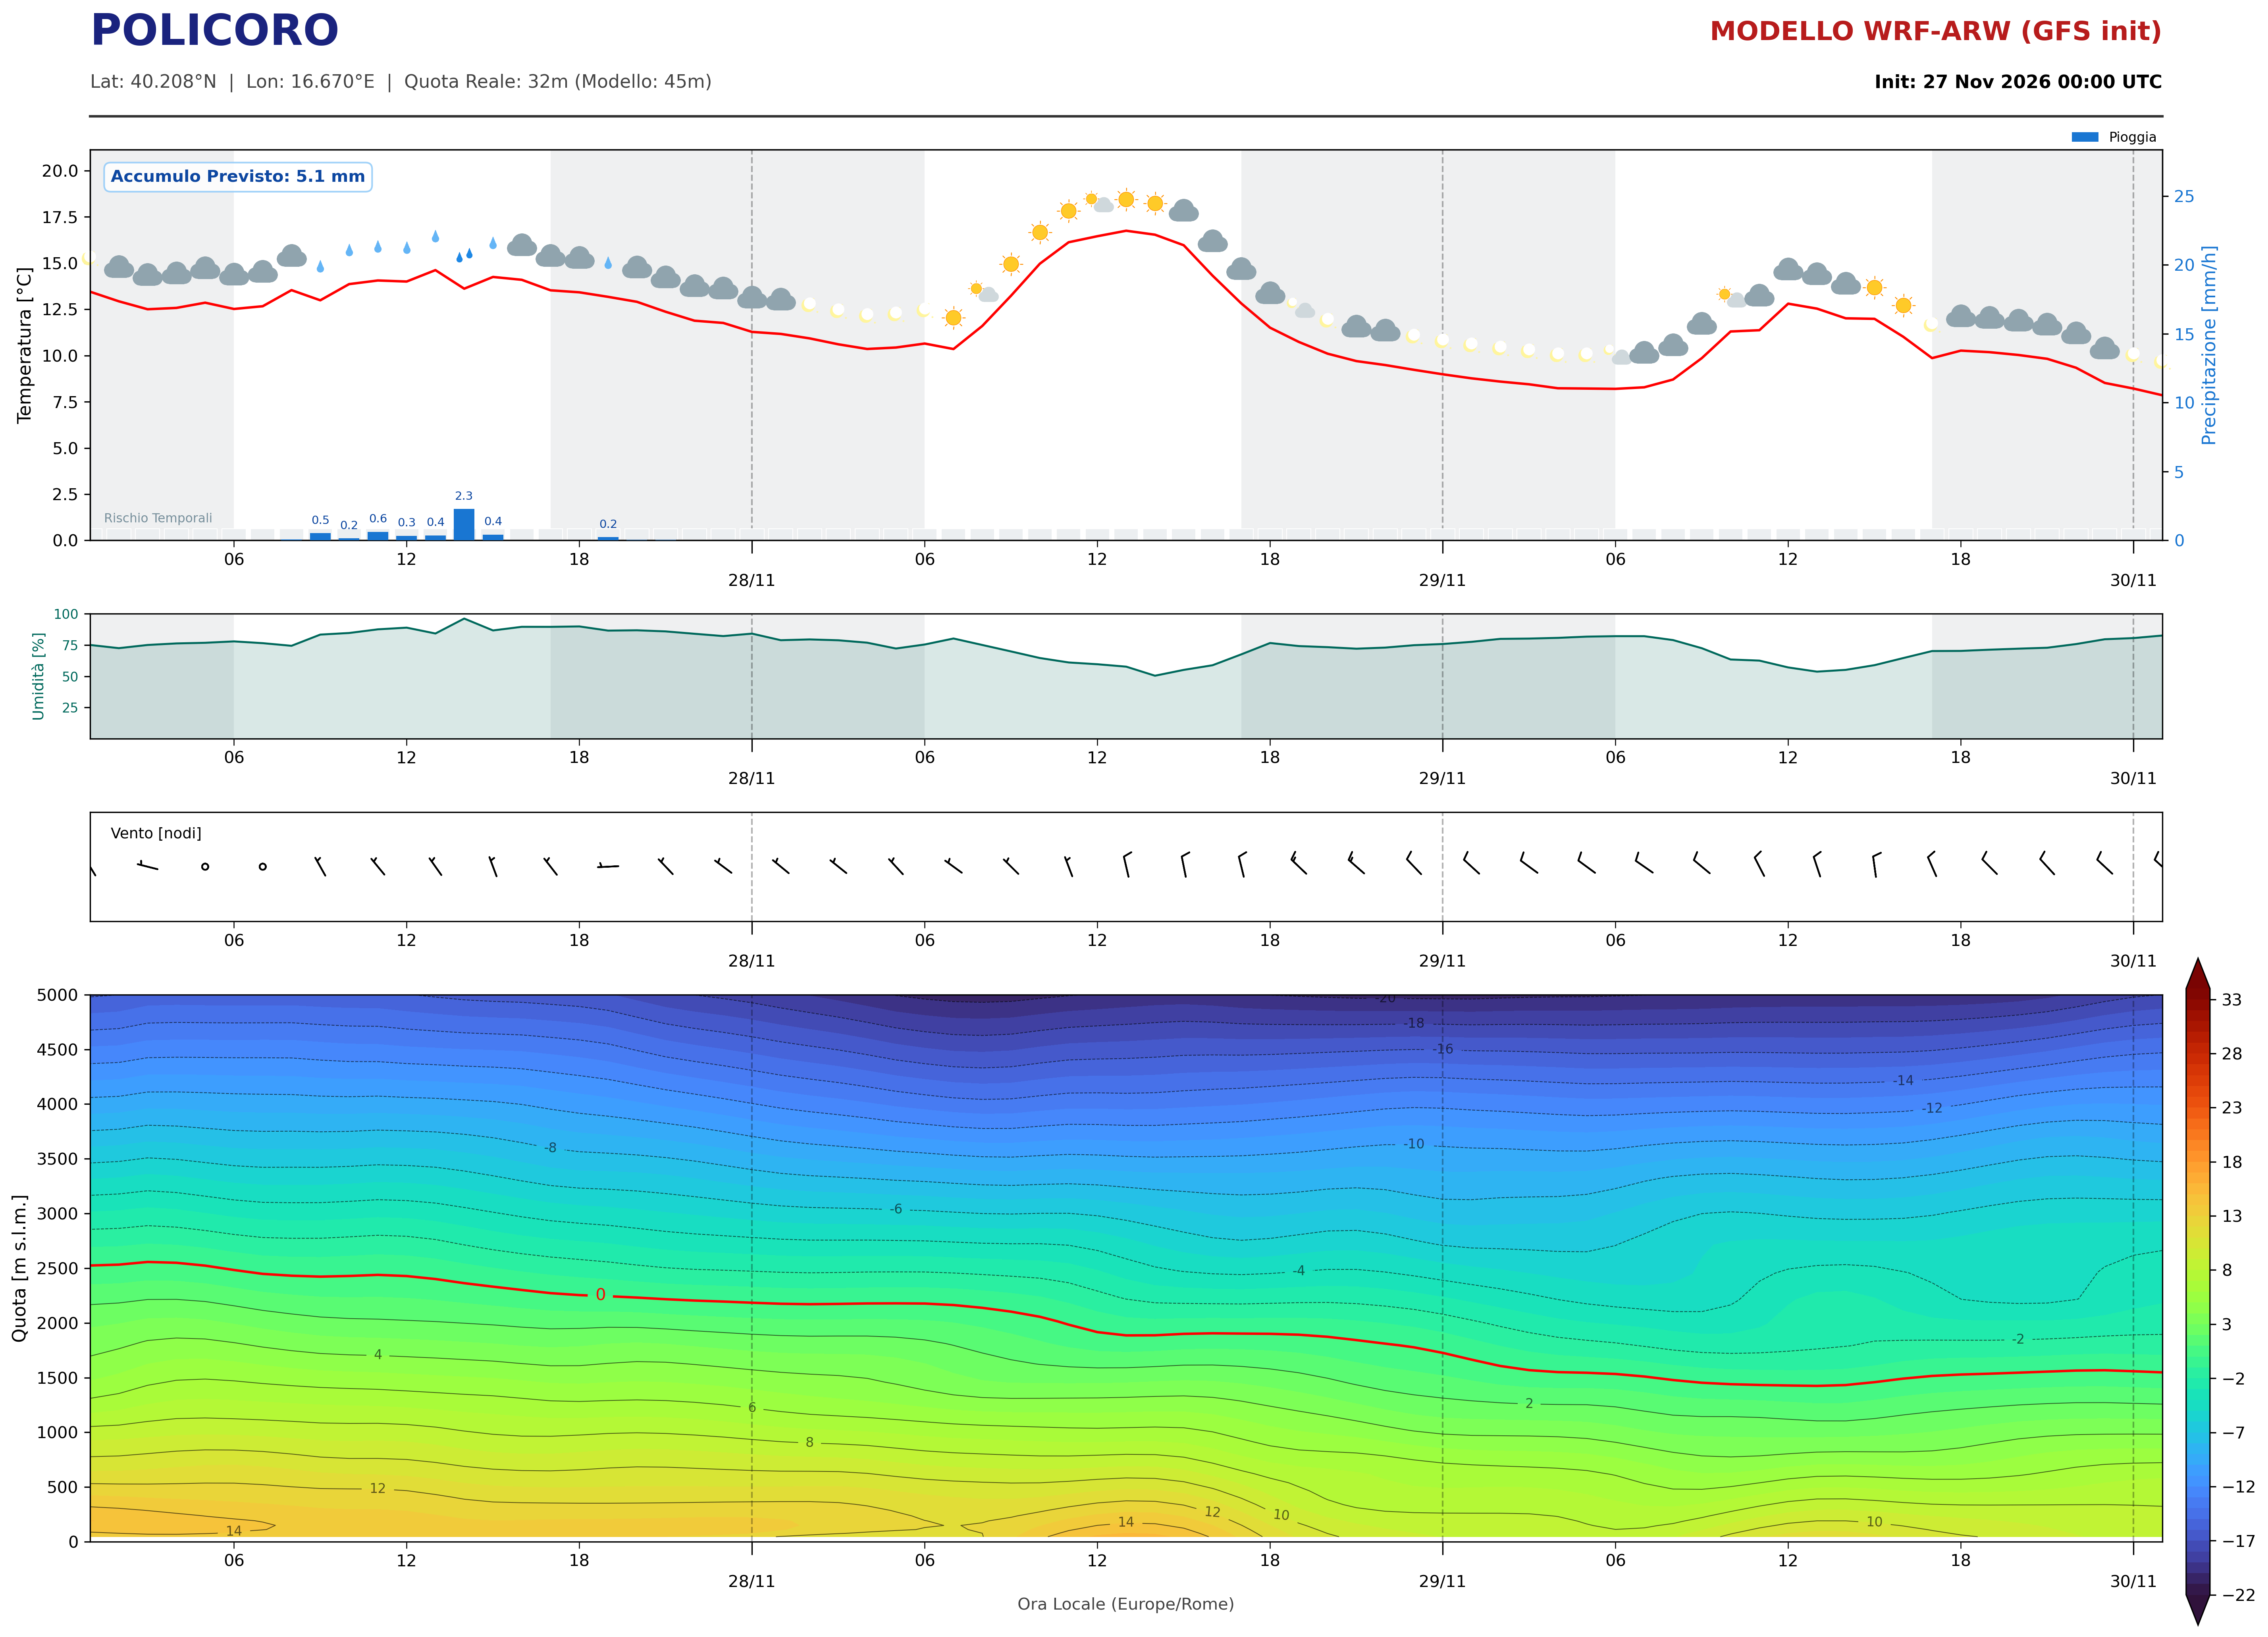 POLICORO
MODELLO WRF-ARW (GFS init)
Lat: 40.208°N | Lon: 16.670°E | Quota Reale: 32m (Modello: 45m)
Init: 27 Nov 2026 00:00 UTC
Pioggia
Accumulo Previsto: 5.1 mm
Temperatura [°C]
20.0
17.5
15.0
12.5
10.0
7.5
5.0
2.5
0.0
Precipitazione [mm/h]
25
20
15
10
5
0
Rischio Temporali
0.5 0.2 0.6 0.3 0.4 2.3 0.4 0.2
06 12 18 06 12 18 06 12 18
28/11 29/11 30/11
Umidità [%]
100
75
50
25
06 12 18 06 12 18 06 12 18
28/11 29/11 30/11
Vento [nodi]
06 12 18 06 12 18 06 12 18
28/11 29/11 30/11
Quota [m s.l.m.]
5000
4500
4000
3500
3000
2500
2000
1500
1000
500
0
-20
-18
-16
-14
-12
-10
-8
-6
-4
0
-2
4
2
6
8
12
12
10
14
14
10
33
28
23
18
13
8
3
−2
−7
−12
−17
−22
06 12 18 06 12 18 06 12 18
28/11 29/11 30/11
Ora Locale (Europe/Rome)